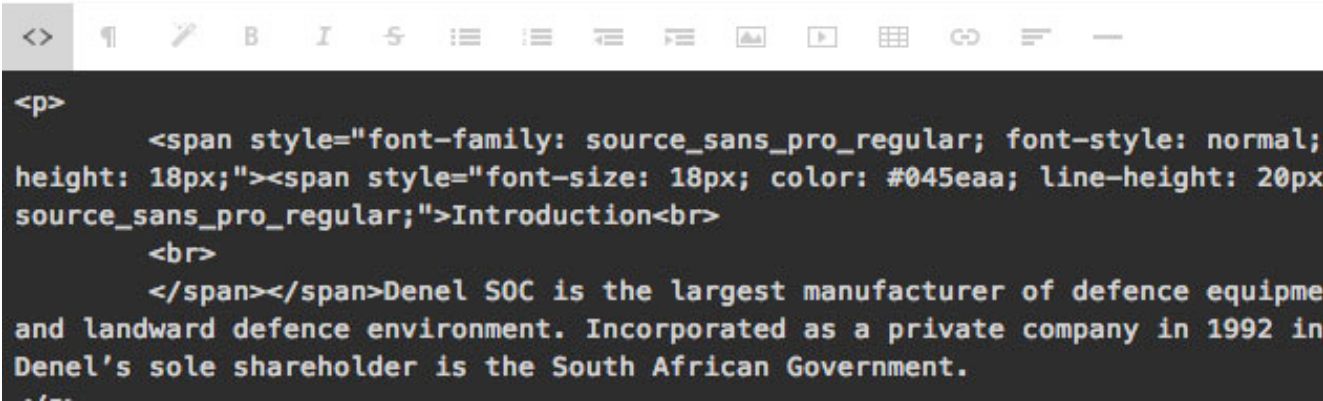 <> ¶ B I S
<p>
<span style="font-family: source_sans_pro_regular; font-style: normal;
height: 18px;"><span style="font-size: 18px; color: #045eaa; line-height: 20px
source_sans_pro_regular;">Introduction<br>
<br>
</span></span>Denel SOC is the largest manufacturer of defence equipme
and landward defence environment. Incorporated as a private company in 1992 in
Denel’s sole shareholder is the South African Government.